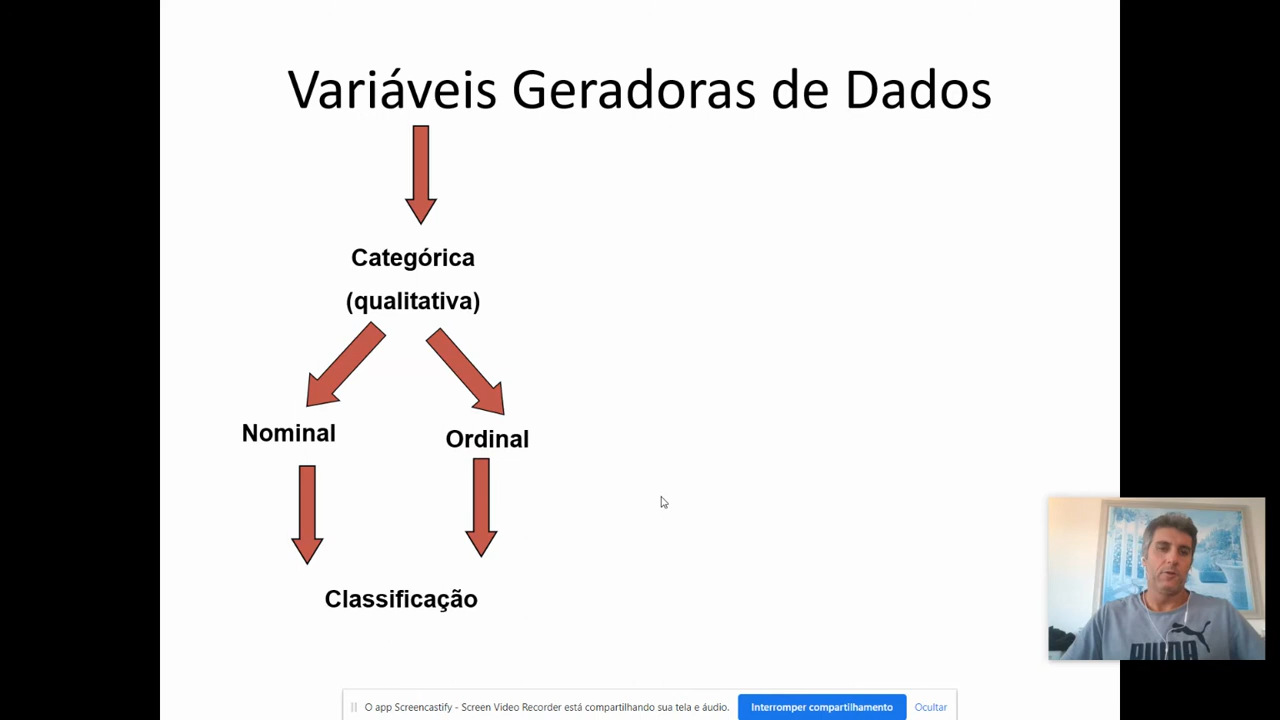 Variáveis Geradoras de Dados
Categórica
(qualitativa)
Nominal
Ordinal
Classificação
PUMA
O app Screencastify - Screen Video Recorder está compartilhando sua tela e áudio.
Interromper compartilhamento
Ocultar